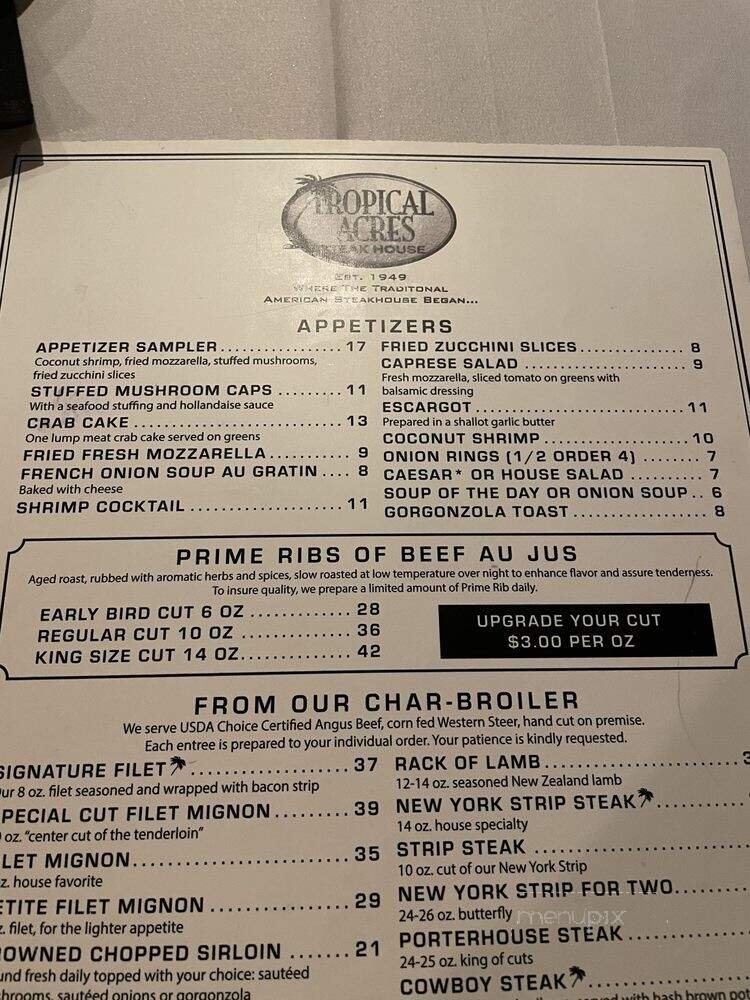 TROPICAL
ACRES
STEAK HOUSE
EST. 1949
WHERE THE TRADITONAL
AMERICAN STEAKHOUSE BEGAN...
APPETIZERS
APPETIZER SAMPLER................ 17
Coconut shrimp, fried mozzarella, stuffed mushrooms,
fried zucchini slices
STUFFED MUSHROOM CAPS ......... 11
With a seafood stuffing and hollandaise sauce
CRAB CAKE ............................ 13
One lump meat crab cake served on greens
FRIED FRESH MOZZARELLA........... 9
FRENCH ONION SOUP AU GRATIN .... 8
Baked with cheese
SHRIMP COCKTAIL .................... 11
FRIED ZUCCHINI SLICES.............. 8
CAPRESE SALAD ..................... 9
Fresh mozzarella, sliced tomato on greens with
balsamic dressing
ESCARGOT............................ 11
Prepared in a shallot garlic butter
COCONUT SHRIMP.................... 10
ONION RINGS (1/2 ORDER 4) ........ 7
CAESAR* OR HOUSE SALAD .......... 7
SOUP OF THE DAY OR ONION SOUP.. 6
GORGONZOLA TOAST.................. 8
PRIME RIBS OF BEEF AU JUS
Aged roast, rubbed with aromatic herbs and spices, slow roasted at low temperature over night to enhance flavor and assure tenderness.
To insure quality, we prepare a limited amount of Prime Rib daily.
EARLY BIRD CUT 6 OZ ............ 28
REGULAR CUT 10 OZ ............. 36
KING SIZE CUT 14 OZ............. 42
UPGRADE YOUR CUT
$3.00 PER OZ
FROM OUR CHAR-BROILER
We serve USDA Choice Certified Angus Beef, corn fed Western Steer, hand cut on premise.
Each entree is prepared to your individual order. Your patience is kindly requested.
SIGNATURE FILET.................. 37
ur 8 oz. filet seasoned and wrapped with bacon strip
PECIAL CUT FILET MIGNON......... 39
oz. "center cut of the tenderloin"
LET MIGNON......................... 35
z. house favorite
ETITE FILET MIGNON ............... 29
z. filet, for the lighter appetite
OWNED CHOPPED SIRLOIN ....... 21
und fresh daily topped with your choice: sautéed
hrooms, sautéed onions or gorgonzola
RACK OF LAMB......................
12-14 oz. seasoned New Zealand lamb
NEW YORK STRIP STEAK...........
14 oz. house specialty
STRIP STEAK ........................
10 oz. cut of our New York Strip
NEW YORK STRIP FOR TWO........
24-26 oz. butterfly
PORTERHOUSE STEAK .............
24-25 oz. king of cuts
COWBOY STEAK..................
served with hash brown pot
menupix